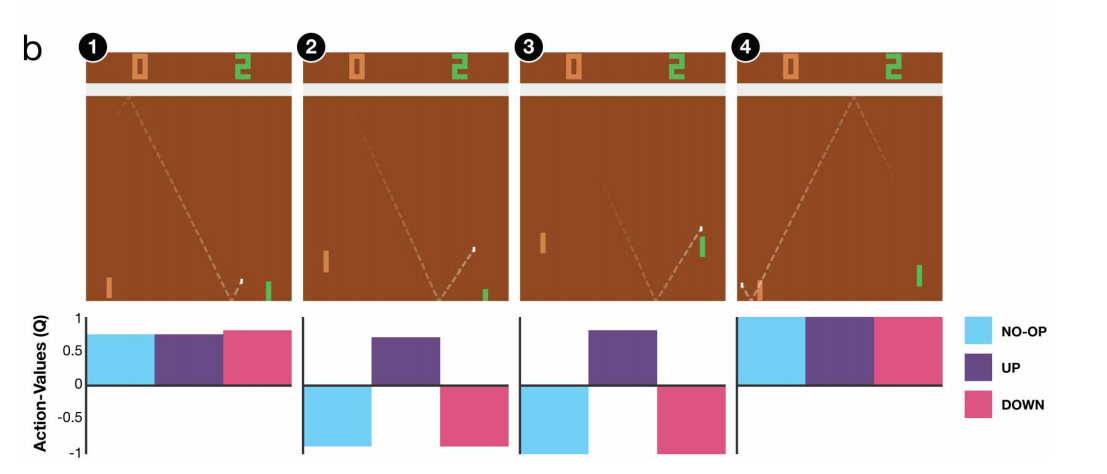 b
1 2 3 4
0 2 0 2 0 2 0 2
Action-Values (Q)
1
0.5
0
-0.5
-1
NO-OP
UP
DOWN